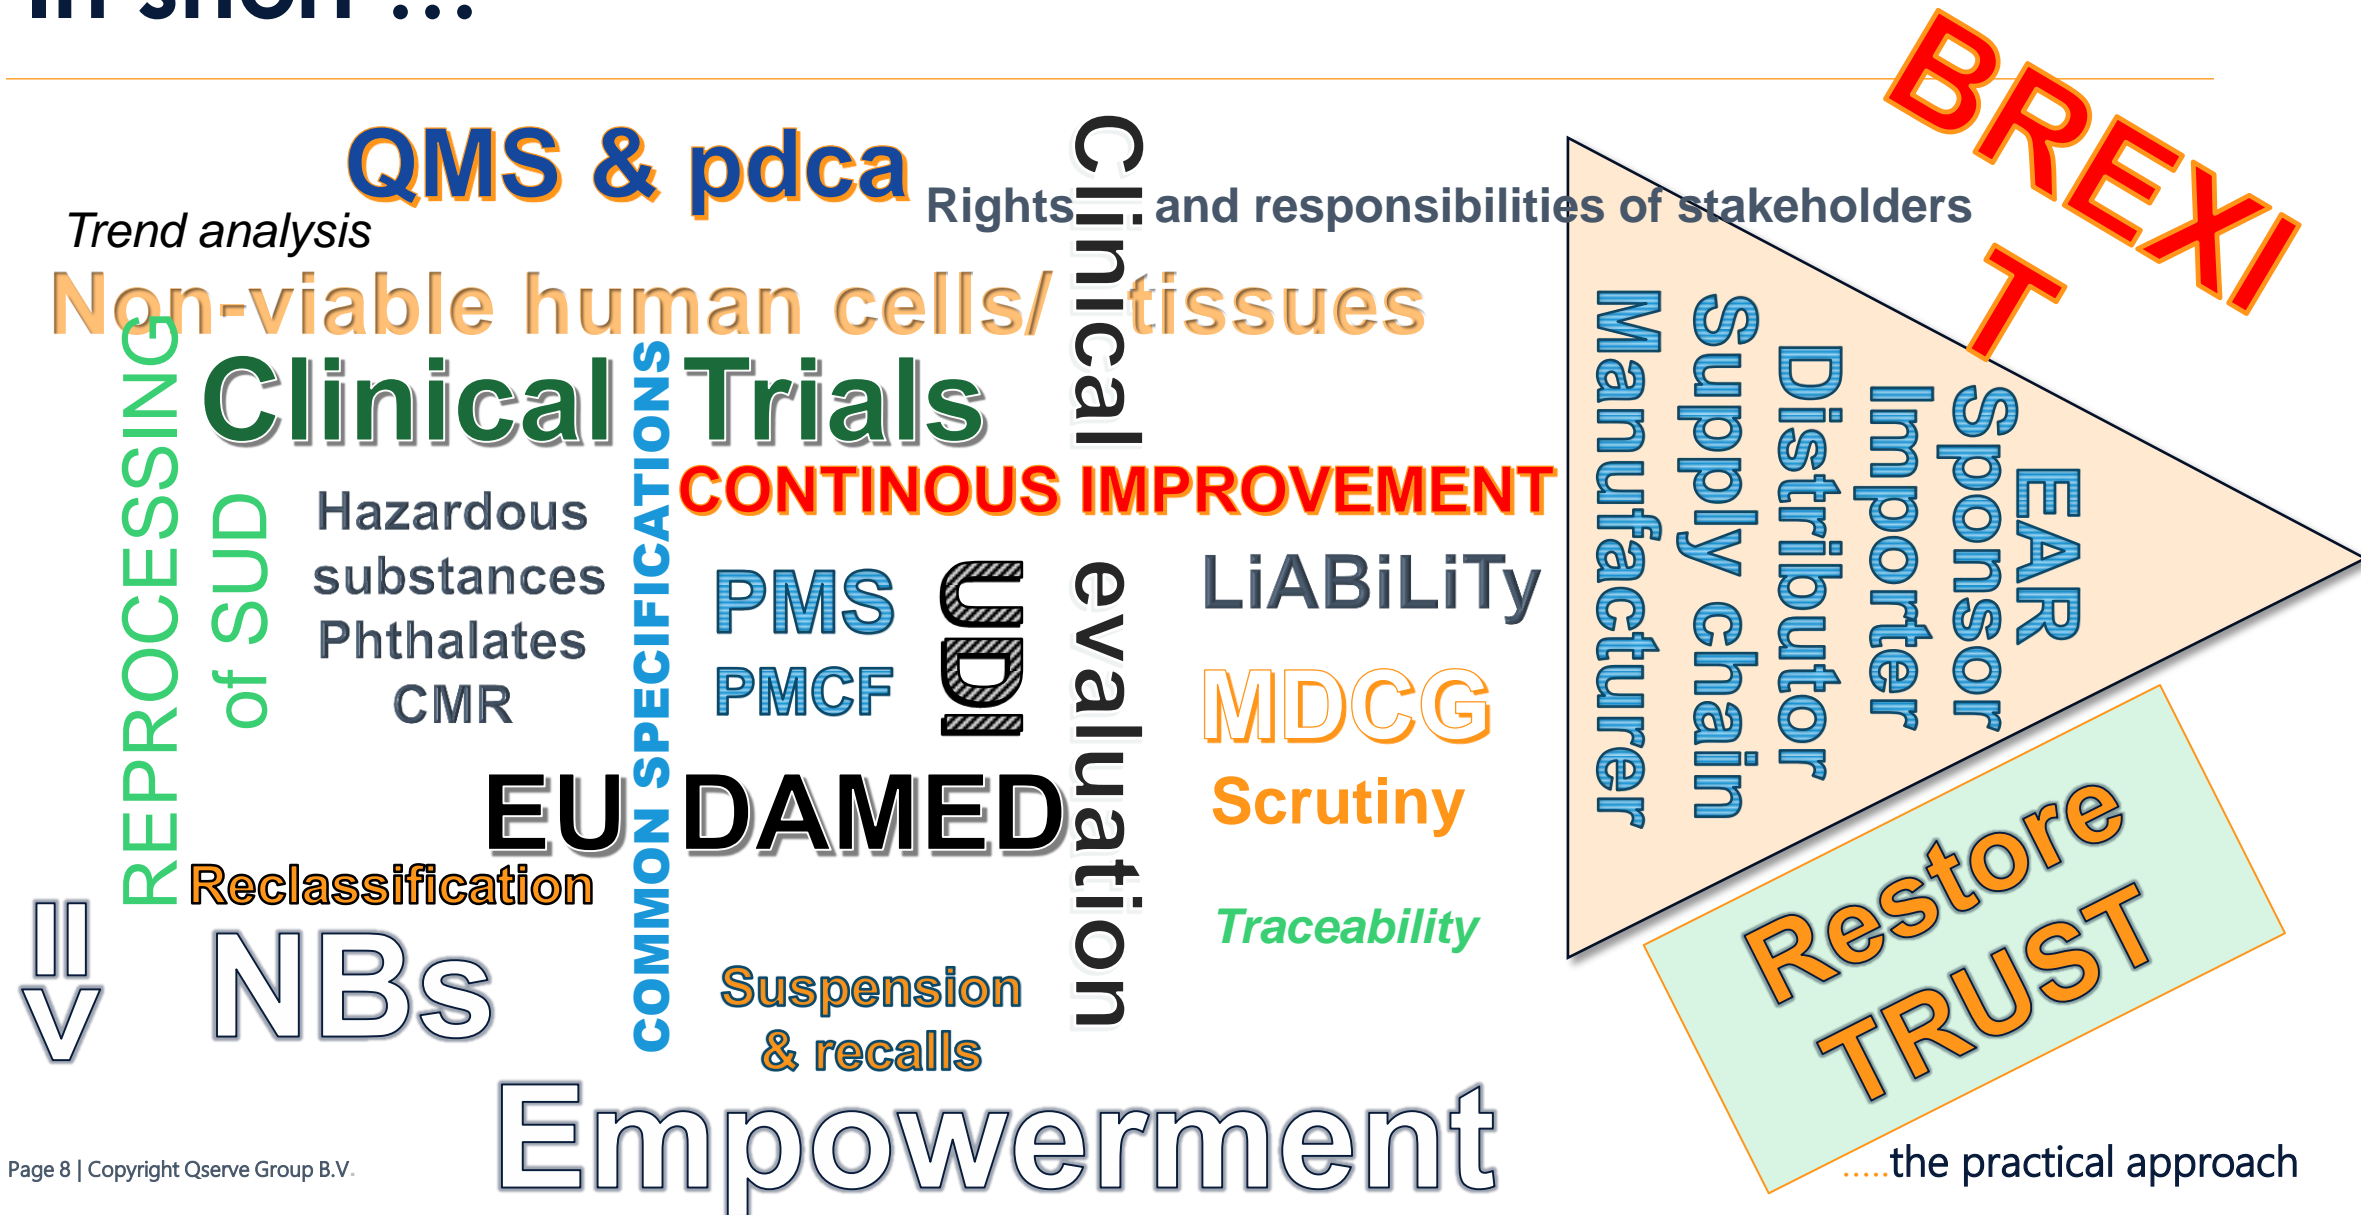 In short ...
BREXI
T
QMS & pdca
Rights and responsibilities of stakeholders
Trend analysis
Non-viable human cells/ tissues
Clinical evaluation
REPROCESSING
of SUD
Clinical Trials
COMMON SPECIFICATIONS
CONTINOUS IMPROVEMENT
Hazardous
substances
Phthalates
CMR
PMS
PMCF
UDI
LiABiLiTy
MDCG
Scrutiny
Traceability
EU DAMED
Reclassification
=>
NBs
Suspension
& recalls
Empowerment
EAR
Sponsor
Importer
Distributor
Supply chain
Manufacturer
Restore
TRUST
Page 8 | Copyright Qserve Group B.V.
.....the practical approach